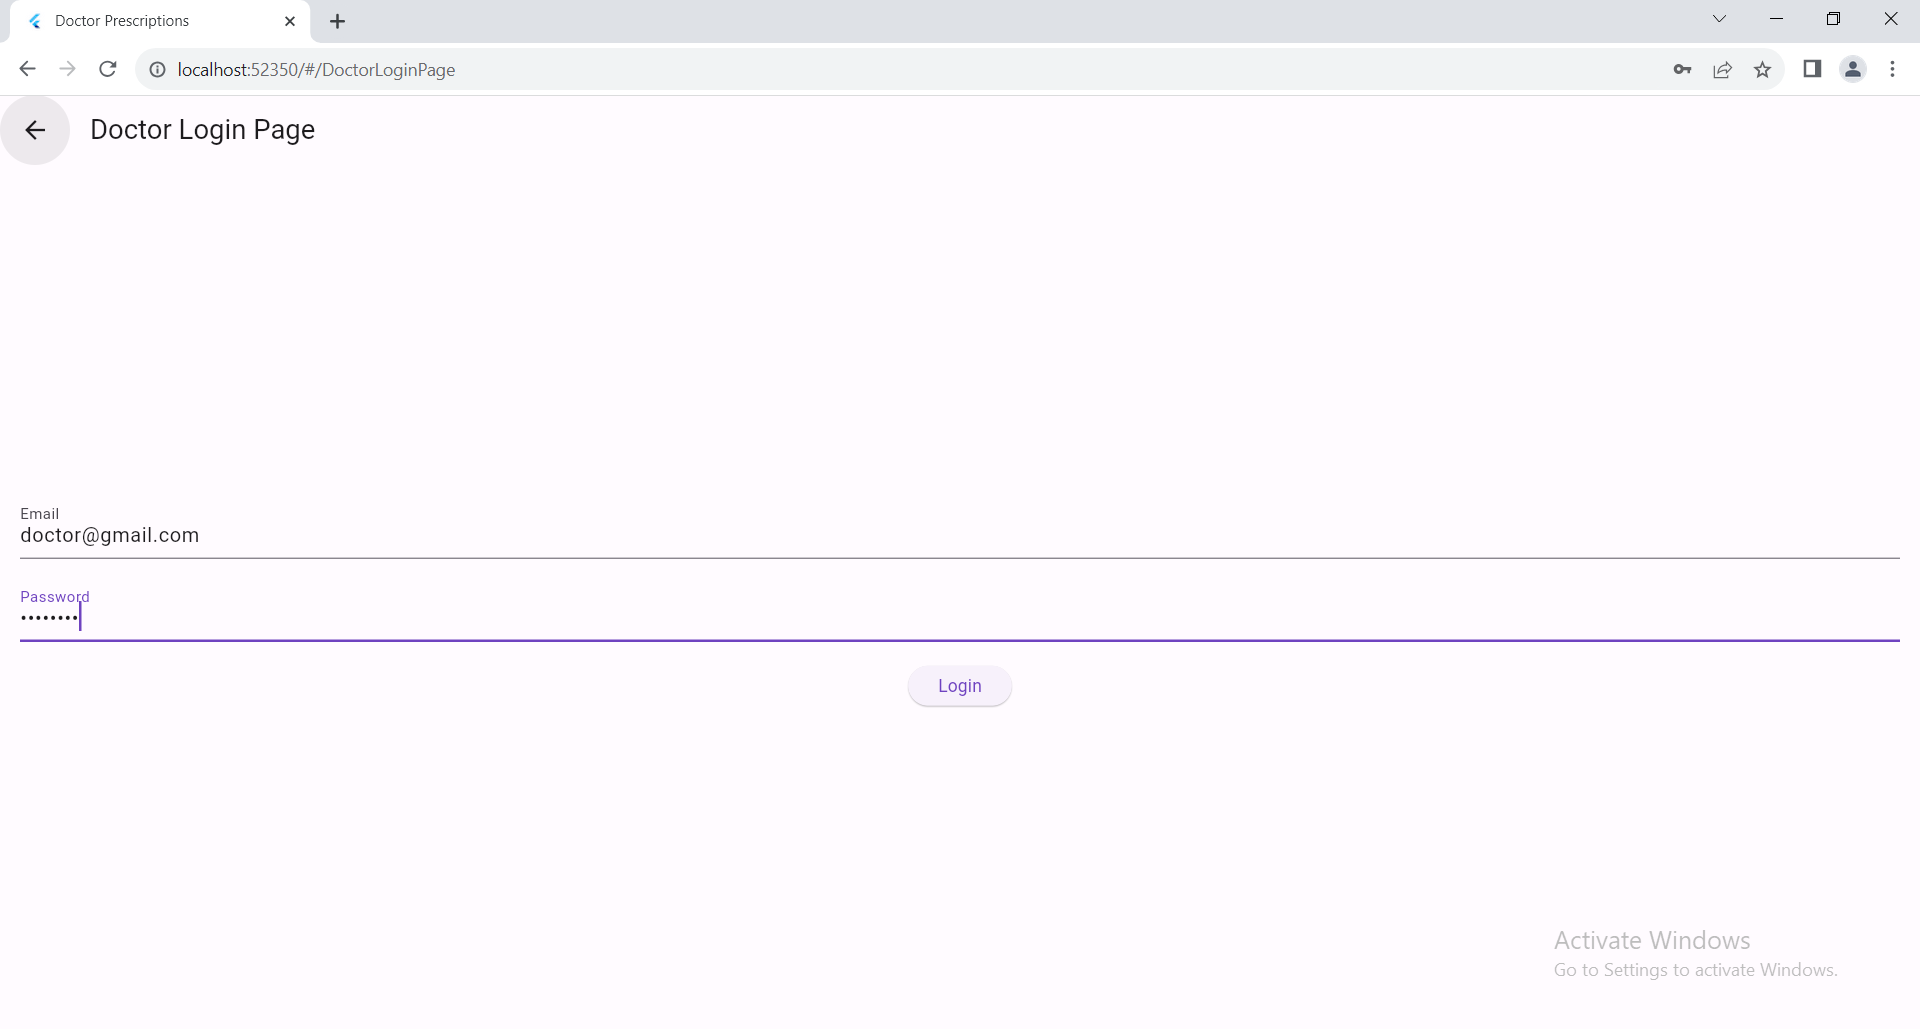 Doctor Prescriptions
localhost:52350/#/DoctorLoginPage
Doctor Login Page
Email
doctor@gmail.com
Password
••••••••
Login
Activate Windows
Go to Settings to activate Windows.